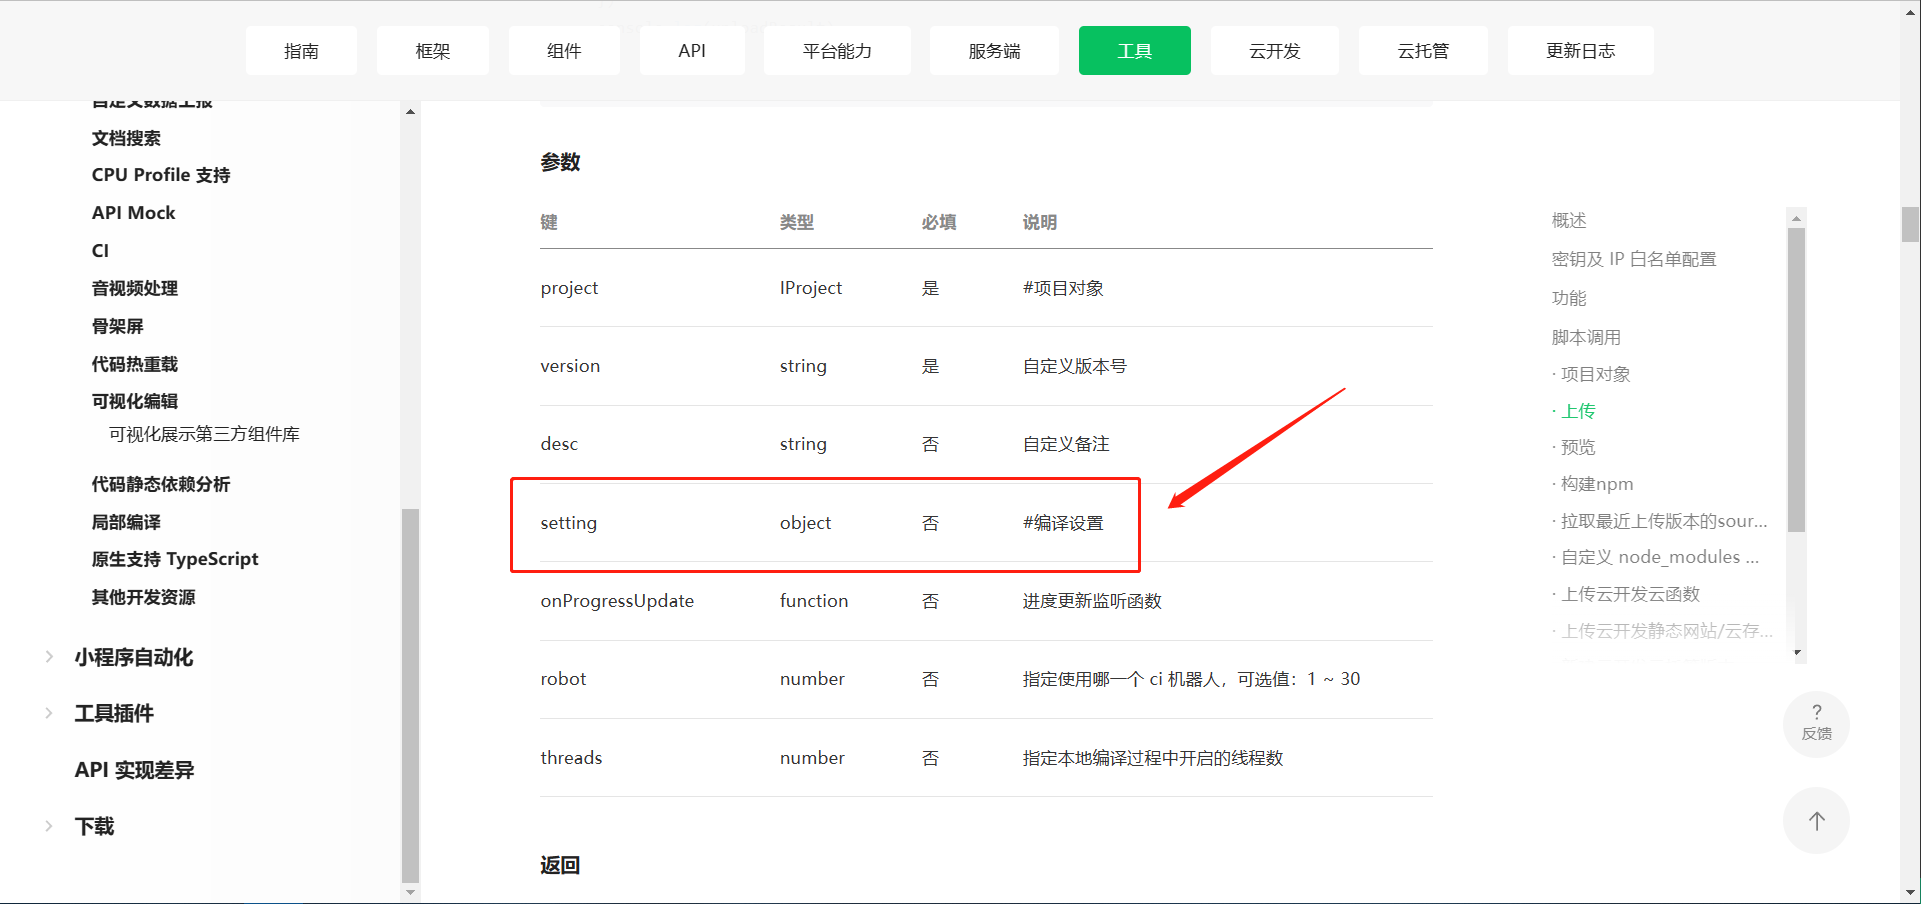 指南
框架
组件
API
平台能力
服务端
工具
云开发
云托管
更新日志
自定义数据上报
文档搜索
CPU Profile 支持
API Mock
CI
音视频处理
骨架屏
代码热重载
可视化编辑
可视化展示第三方组件库
代码静态依赖分析
局部编译
原生支持 TypeScript
其他开发资源
小程序自动化
工具插件
API 实现差异
下载
参数
键 类型 必填 说明
project IProject 是 #项目对象
version string 是 自定义版本号
desc string 否 自定义备注
setting object 否 #编译设置
onProgressUpdate function 否 进度更新监听函数
robot number 否 指定使用哪一个 ci 机器人，可选值：1 ~ 30
threads number 否 指定本地编译过程中开启的线程数
返回
概述
密钥及 IP 白名单配置
功能
脚本调用
· 项目对象
· 上传
· 预览
· 构建npm
· 拉取最近上传版本的sour...
· 自定义 node_modules ...
· 上传云开发云函数
· 上传云开发静态网站/云存...
?
反馈